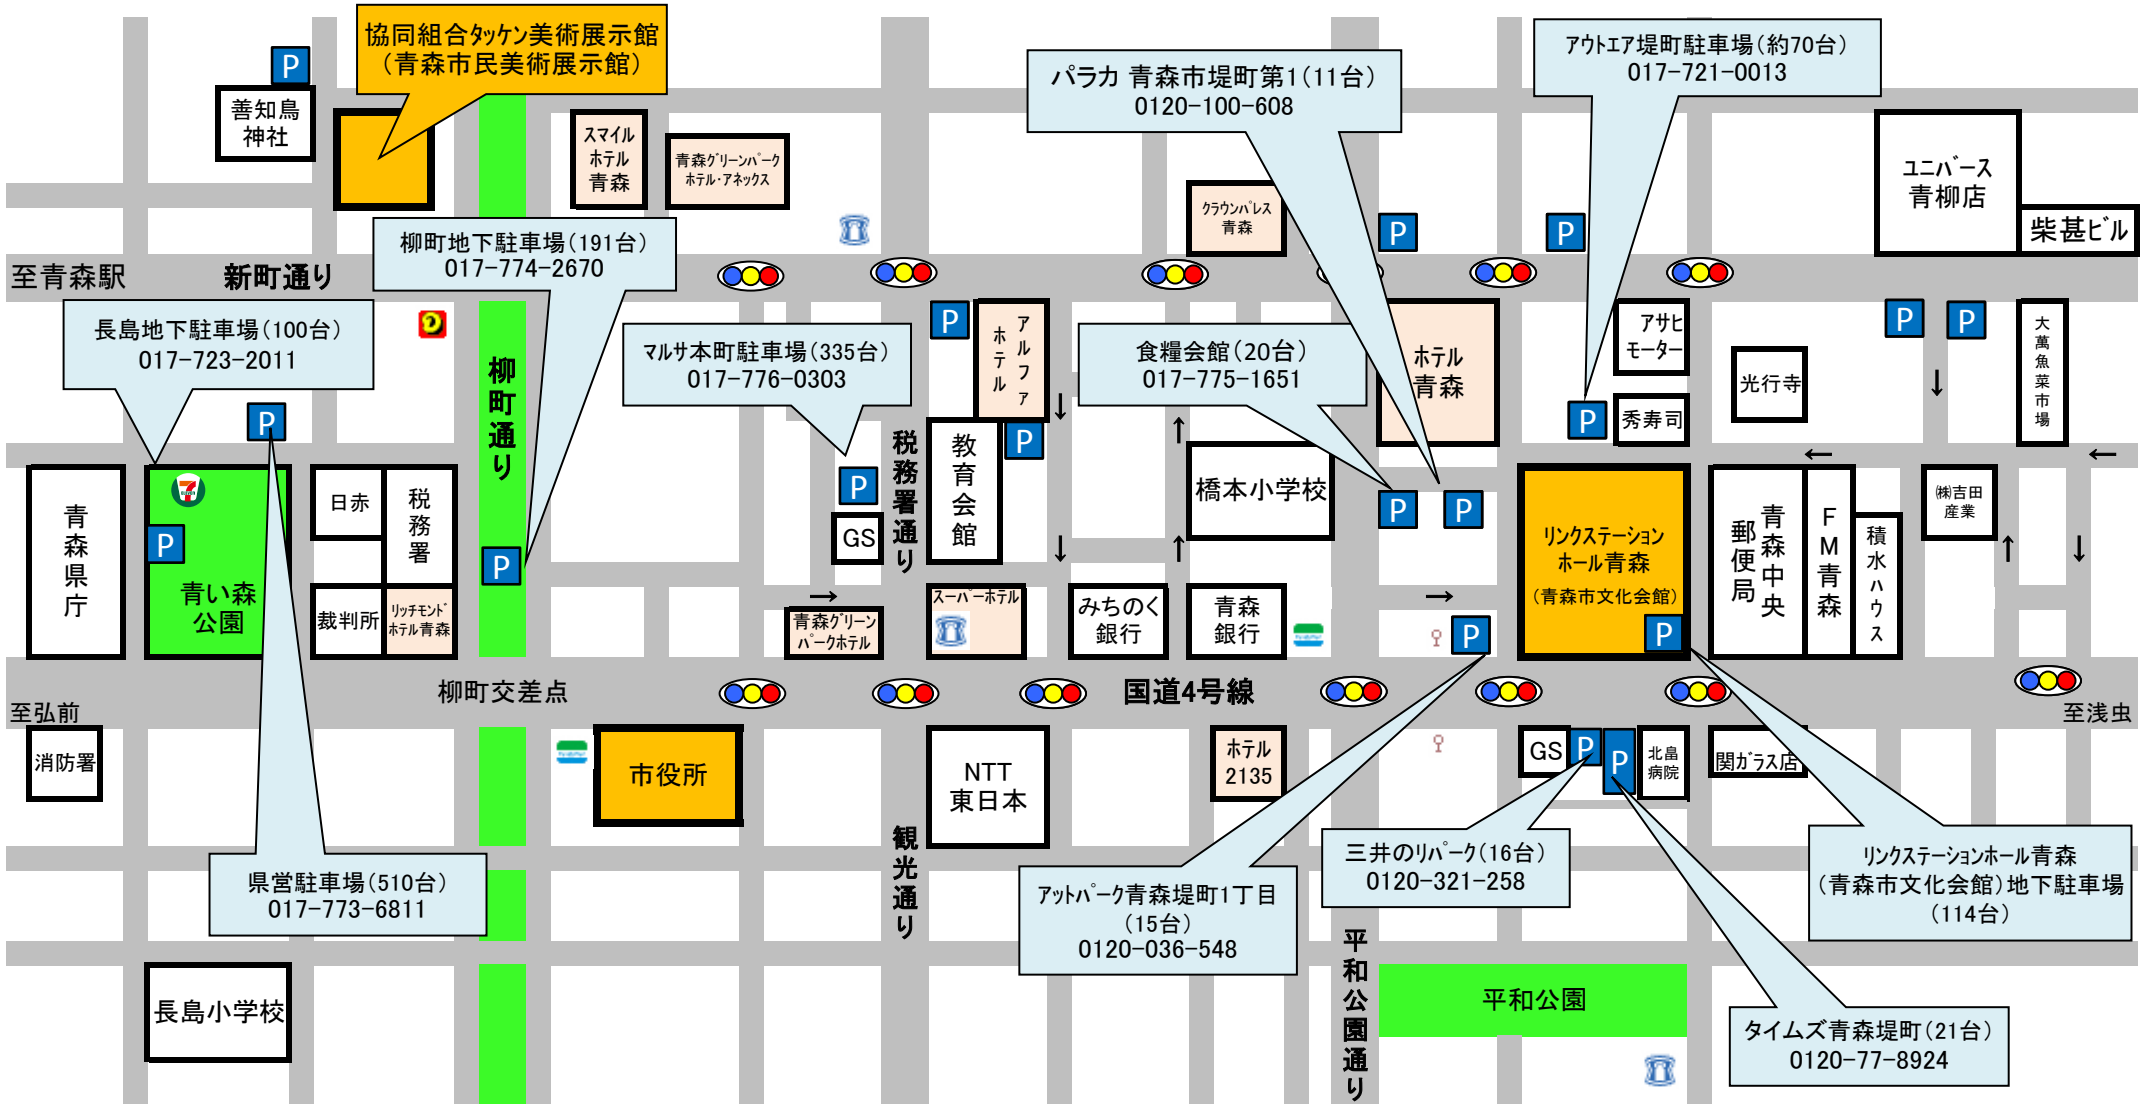 協同組合ﾀｯｹﾝ美術展示館
（青森市民美術展示館）
P
善知鳥
神社
スマイル
ホテル
青森
青森ｸﾞﾘｰﾝﾊﾟｰｸ
ﾎﾃﾙ･ｱﾈｯｸｽ
パラカ 青森市堤町第1（11台）
0120-100-608
ｱｳﾄｴｱ堤町駐車場（約70台）
017-721-0013
ﾕﾆﾊﾞｰｽ
青柳店
柴甚ﾋﾞﾙ
ｸﾗｳﾝﾊﾟﾚｽ
青森
P
P
柳町地下駐車場（191台）
017-774-2670
至青森駅
新町通り
長島地下駐車場（100台）
017-723-2011
柳町通り
ﾏﾙｻ本町駐車場（335台）
017-776-0303
P
アルファ
ホテル
食糧会館（20台）
017-775-1651
ホテル
青森
アサヒ
モーター
光行寺
P
P
大萬魚菜市場
↓
↓
↑
P
P
秀寿司
税務署通り
教育会館
P
←
←
青森県庁
7
ELEVEN
P
青い森
公園
日赤
税務署
裁判所
ﾘｯﾁﾓﾝﾄﾞ
ﾎﾃﾙ青森
P
P
GS
橋本小学校
P
P
ﾘﾝｸｽﾃｰｼｮﾝ
ﾎｰﾙ青森
（青森市文化会館）
P
青森中央
郵便局
FM青森
積水ハウス
㈱吉田
産業
↓
↑
↑
↓
→
青森ｸﾞﾘｰﾝ
ﾊﾟｰｸﾎﾃﾙ
スーパーホテル
みちのく
銀行
青森
銀行
FamilyMart
→
P
柳町交差点
国道4号線
至弘前
至浅虫
消防署
FamilyMart
市役所
NTT
東日本
ホテル
2135
GS
P
P
北畠
病院
関ｶﾞﾗｽ店
観光通り
県営駐車場（510台）
017-773-6811
ｱｯﾄﾊﾟｰｸ青森堤町1丁目
（15台）
0120-036-548
三井のﾘﾊﾟｰｸ（16台）
0120-321-258
ﾘﾝｸｽﾃｰｼｮﾝﾎｰﾙ青森
（青森市文化会館）地下駐車場
（114台）
長島小学校
平和公園通り
平和公園
タイムズ青森堤町（21台）
0120-77-8924